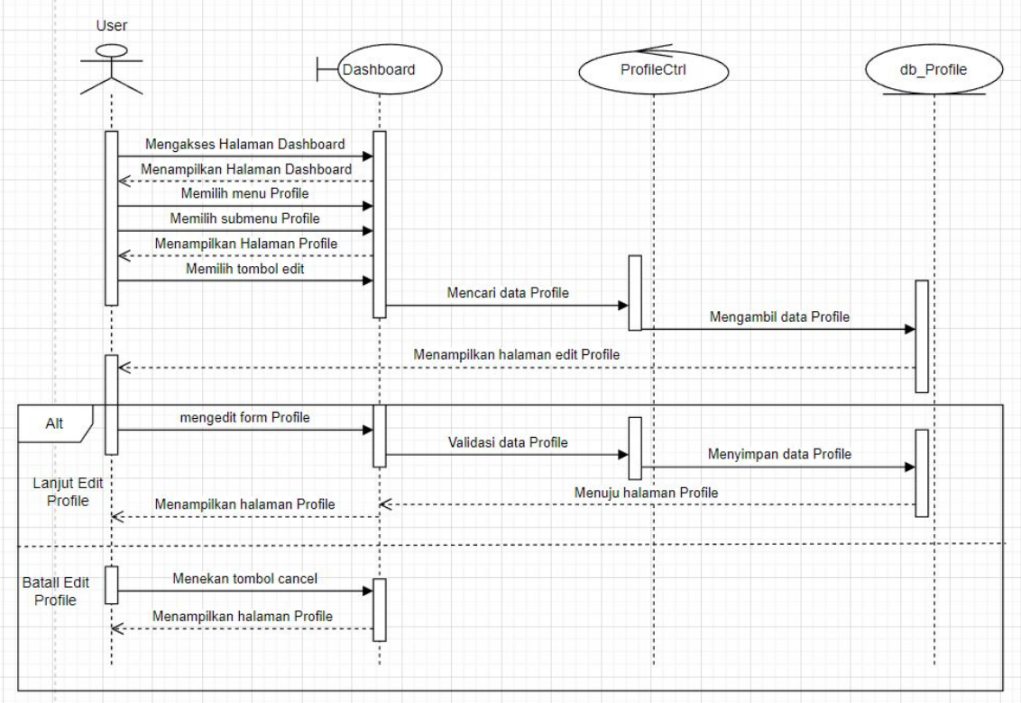 User
Dashboard
ProfileCtrl
db_Profile
Mengakses Halaman Dashboard
Menampilkan Halaman Dashboard
Memilih menu Profile
Memilih submenu Profile
Menampilkan Halaman Profile
Memilih tombol edit
Mencari data Profile
Mengambil data Profile
Menampilkan halaman edit Profile
Alt
mengedit form Profile
Validasi data Profile
Menyimpan data Profile
Lanjut Edit
Profile
Menuju halaman Profile
Menampilkan halaman Profile
Batall Edit
Profile
Menekan tombol cancel
Menampilkan halaman Profile